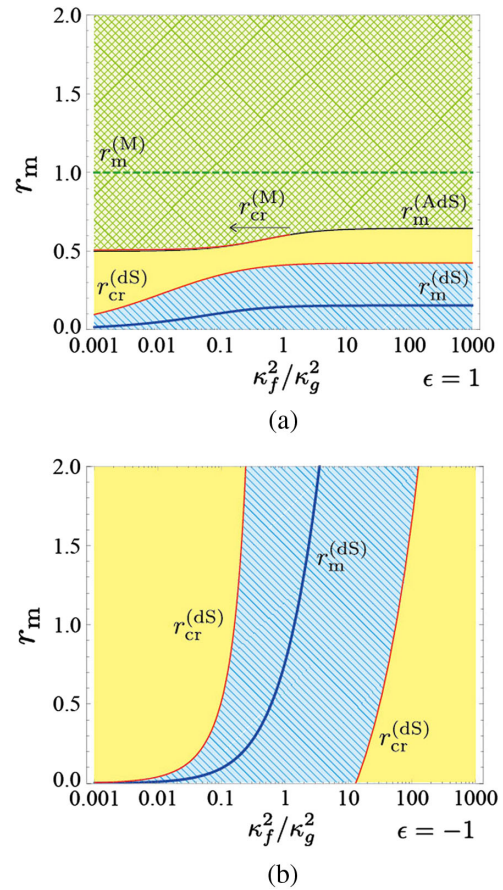 2.0
1.5
r_m^{(M)}
1.0
r_m
r_cr^{(M)}
r_m^{(AdS)}
0.5
r_cr^{(dS)}
r_m^{(dS)}
0.0
0.001 0.01 0.1 1 10 100 1000
κ_f^2/κ_g^2 ϵ = 1
(a)
2.0
r_m^{(dS)}
1.5
r_m
r_cr^{(dS)}
1.0
0.5
r_cr^{(dS)}
0.0
0.001 0.01 0.1 1 10 100 1000
κ_f^2/κ_g^2 ϵ = −1
(b)